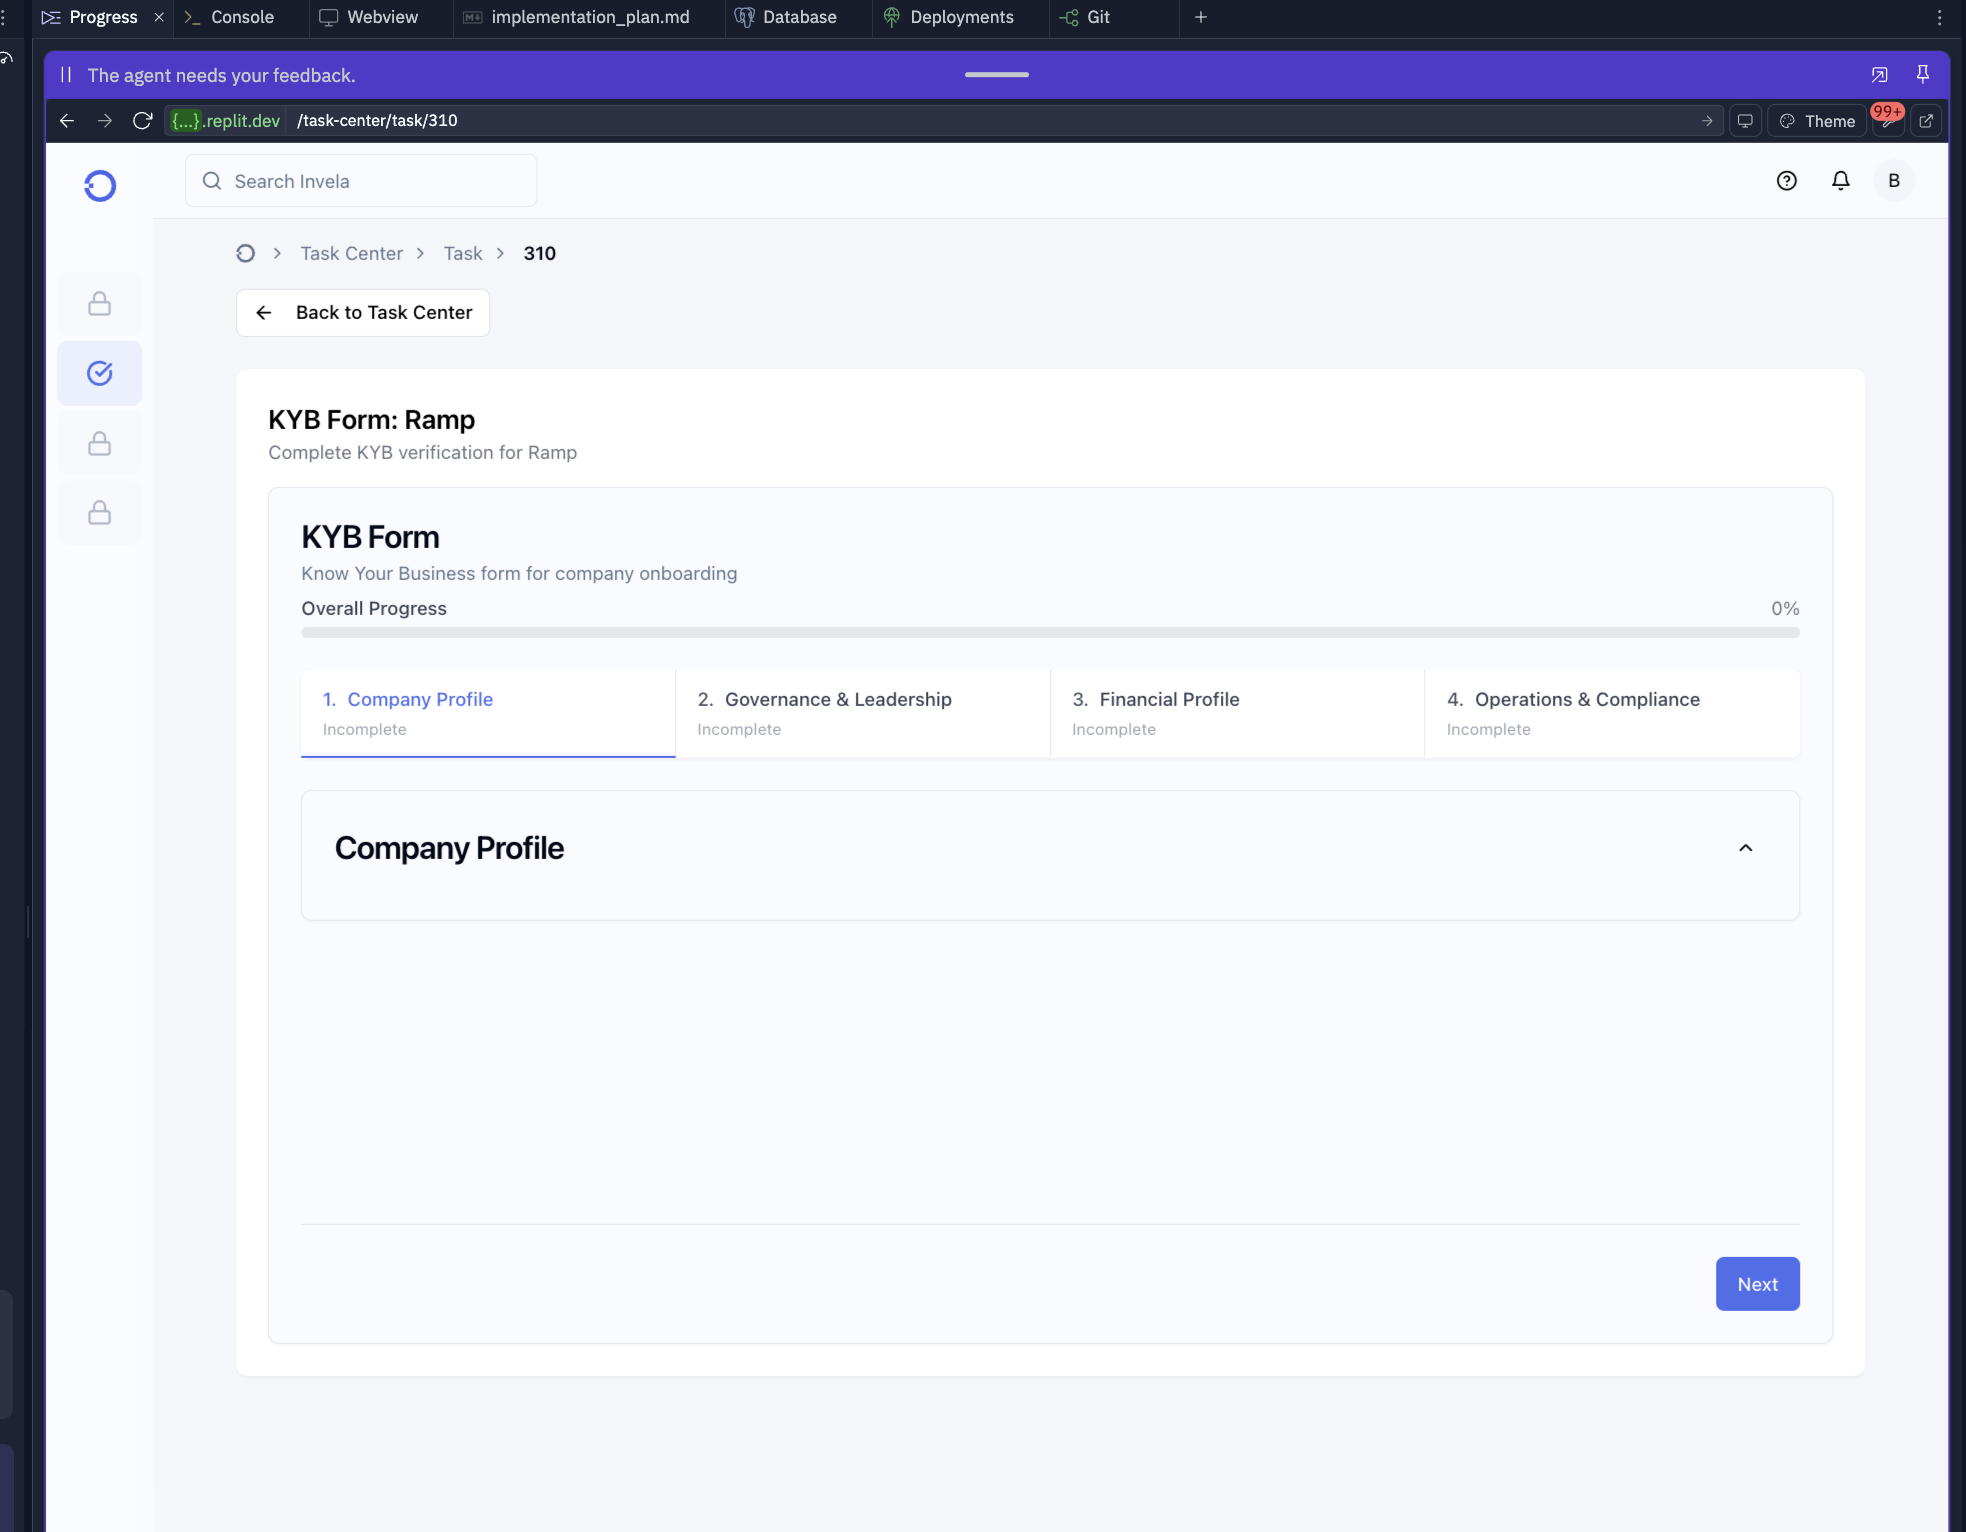 Progress
Console
Webview
implementation_plan.md
Database
Deployments
Git
The agent needs your feedback.
{...}.replit.dev /task-center/task/310
Theme
99+
Search Invela
B
Task Center
Task
310
Back to Task Center
KYB Form: Ramp
Complete KYB verification for Ramp
KYB Form
Know Your Business form for company onboarding
Overall Progress
0%
1. Company Profile
Incomplete
2. Governance & Leadership
Incomplete
3. Financial Profile
Incomplete
4. Operations & Compliance
Incomplete
Company Profile
Next